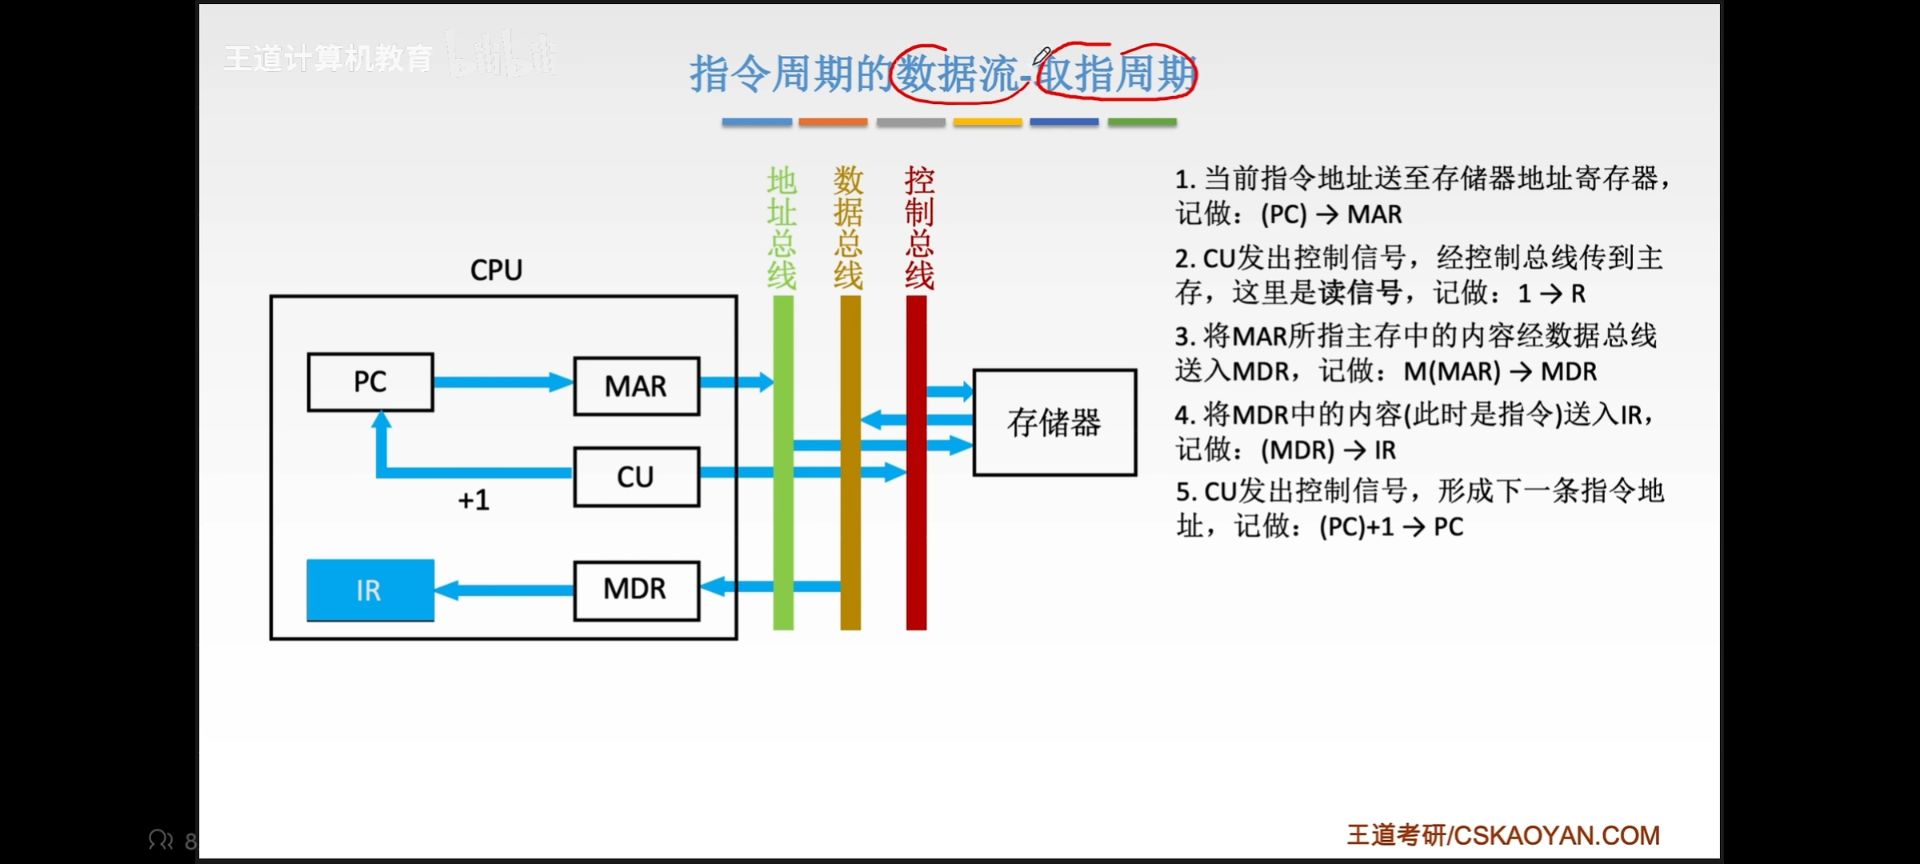 王道计算机教育 bilibili
指令周期的数据流-取指周期
地址总线
数据总线
控制总线
CPU
PC
MAR
CU
+1
IR
MDR
存储器
1. 当前指令地址送至存储器地址寄存器，
记做：(PC) → MAR
2. CU发出控制信号，经控制总线传到主
存，这里是读信号，记做：1 → R
3. 将MAR所指主存中的内容经数据总线
送入MDR，记做：M(MAR) → MDR
4. 将MDR中的内容(此时是指令)送入IR，
记做：(MDR) → IR
5. CU发出控制信号，形成下一条指令地
址，记做：(PC)+1 → PC
8
王道考研/CSKAOYAN.COM